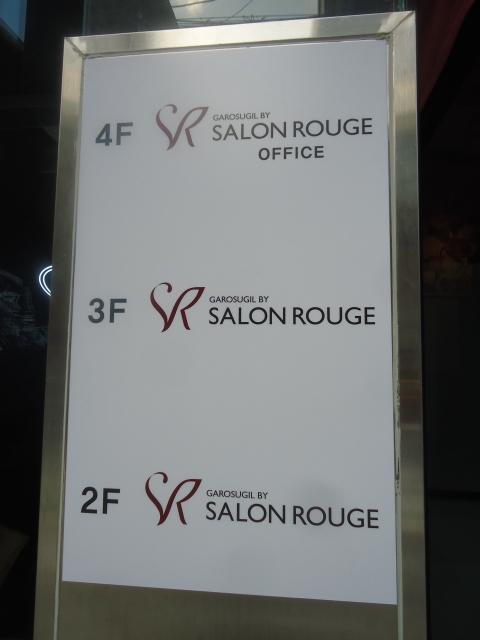 4F
SR
GAROSUGIL BY
SALON ROUGE
OFFICE
3F
SR
GAROSUGIL BY
SALON ROUGE
2F
SR
GAROSUGIL BY
SALON ROUGE